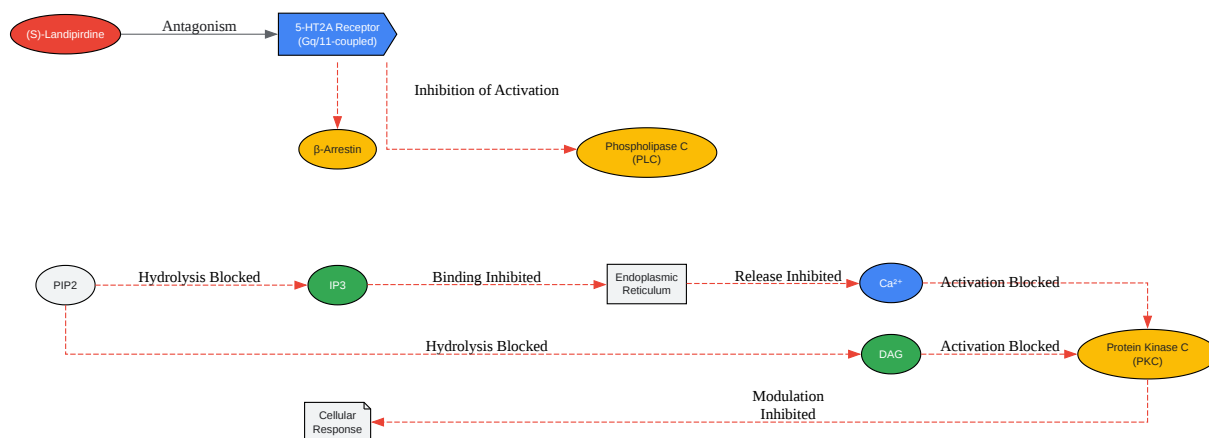 (S)-Landipirdine
Antagonism
5-HT2A Receptor
(Gq/11-coupled)
Inhibition of Activation
β-Arrestin
Phospholipase C
(PLC)
PIP2
Hydrolysis Blocked
IP3
Binding Inhibited
Endoplasmic
Reticulum
Release Inhibited
Ca²⁺
Activation Blocked
Hydrolysis Blocked
DAG
Activation Blocked
Protein Kinase C
(PKC)
Modulation
Inhibited
Cellular
Response